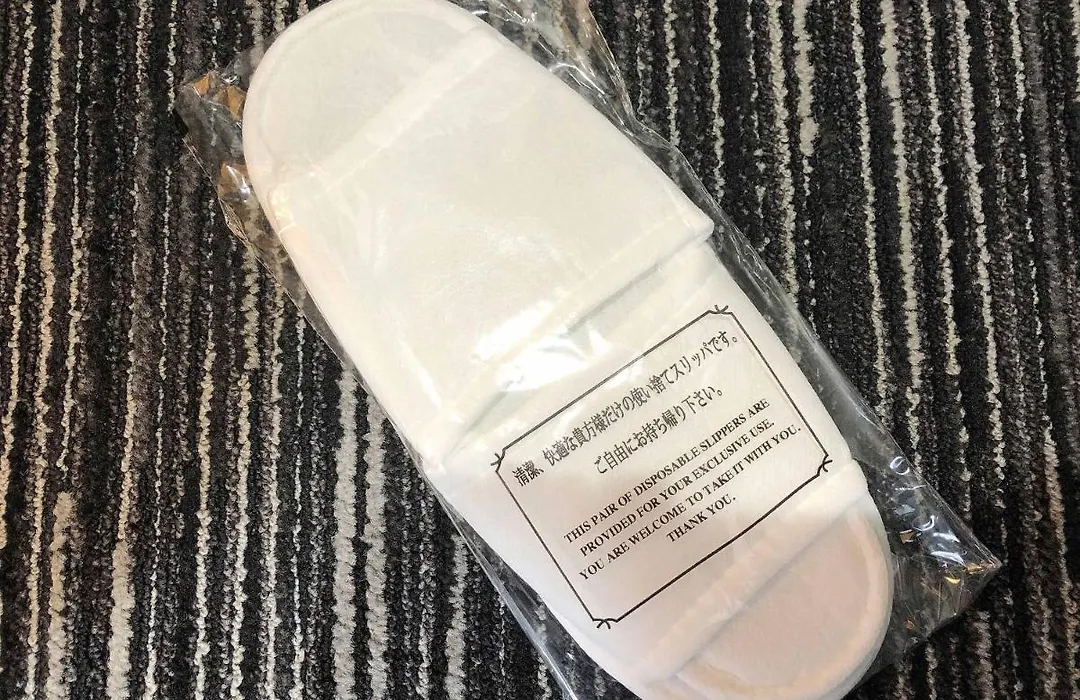 清潔、快適な貴方様だけの使い捨てスリッパです。
ご自由にお持ち帰り下さい。
THIS PAIR OF DISPOSABLE SLIPPERS ARE
PROVIDED FOR YOUR EXCLUSIVE USE.
YOU ARE WELCOME TO TAKE IT WITH YOU.
THANK YOU.